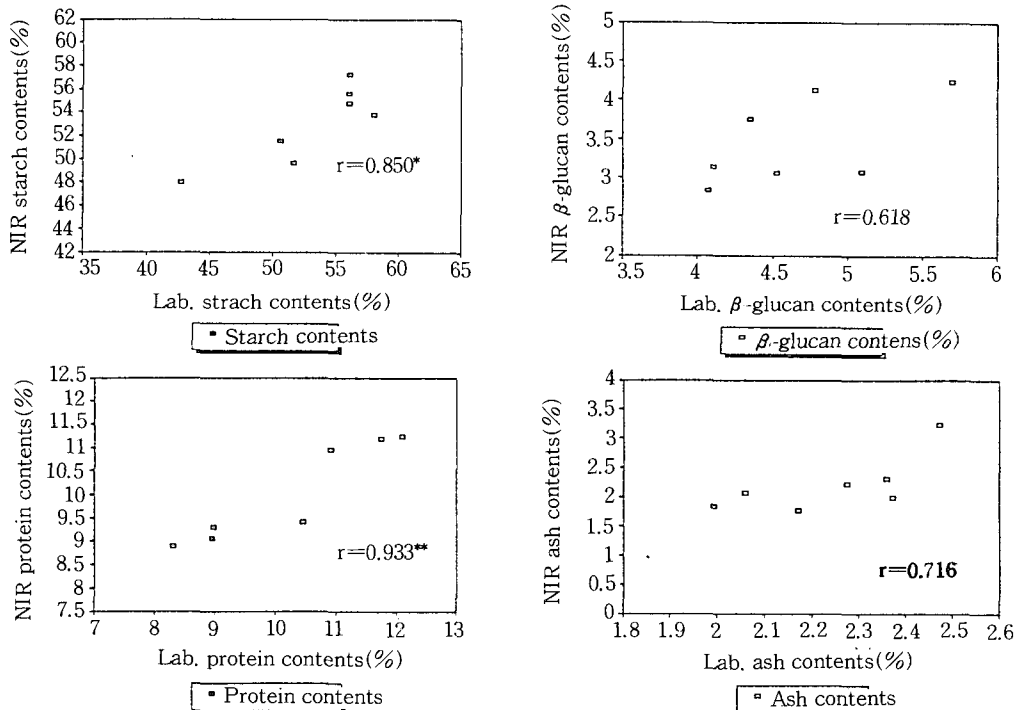 NIR starch contents(%)
62
60
58
56
54
52
50
48
46
44
42
r=0.850*
35 40 45 50 55 60 65
Lab. strach contents(%)
Starch contents
NIR β-glucan contents(%)
5
4.5
4
3.5
3
2.5
2
r=0.618
3.5 4 4.5 5 5.5 6
Lab. β-glucan contents(%)
β-glucan contens(%)
NIR protein contents(%)
12.5
12
11.5
11
10.5
10
9.5
9
8.5
8
7.5
r=0.933**
7 8 9 10 11 12 13
Lab. protein contents(%)
Protein contents
NIR ash contents(%)
4
3.5
3
2.5
2
1.5
1
0.5
0
r=0.716
1.8 1.9 2 2.1 2.2 2.3 2.4 2.5 2.6
Lab. ash contents(%)
Ash contents